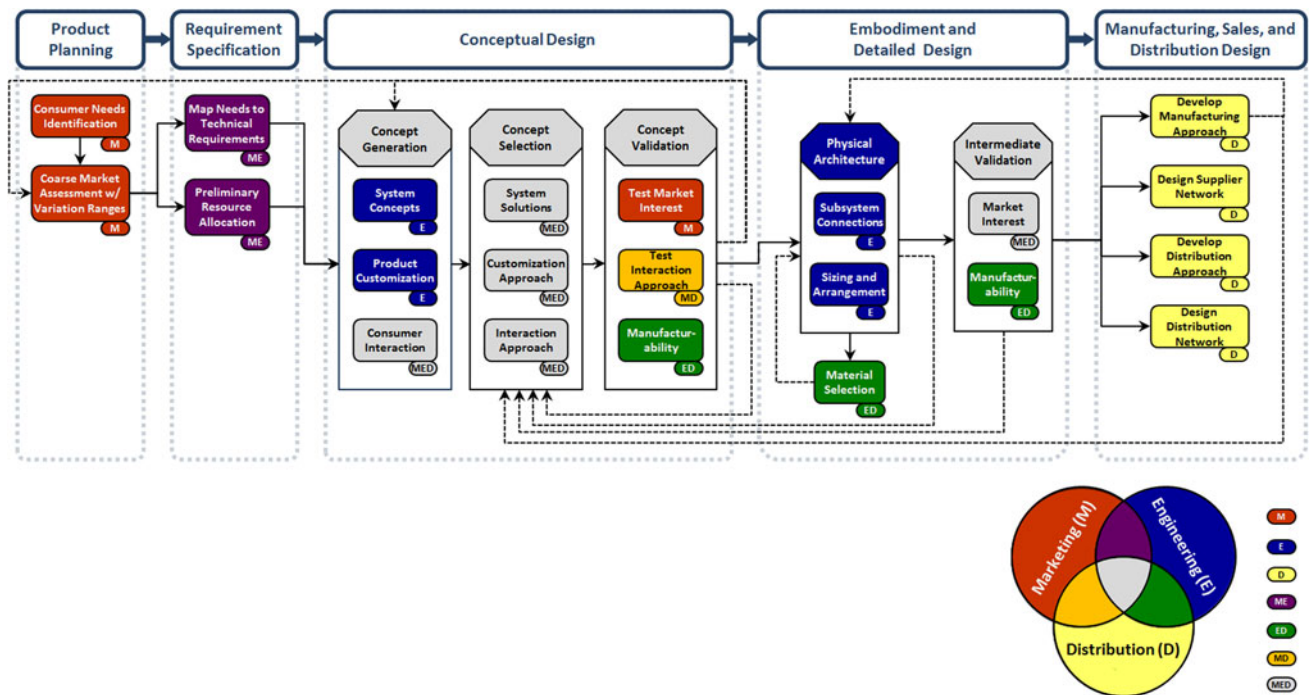 Product
Planning
Requirement
Specification
Conceptual Design
Embodiment and
Detailed Design
Manufacturing, Sales, and
Distribution Design
Consumer Needs
Identification
M
Coarse Market
Assessment w/
Variation Ranges
M
Map Needs to
Technical
Requirements
ME
Preliminary
Resource
Allocation
ME
Concept
Generation
System
Concepts
E
Product
Customization
E
Consumer
Interaction
MED
Concept
Selection
System
Solutions
MED
Customization
Approach
MED
Interaction
Approach
MED
Concept
Validation
Test Market
Interest
M
Test
Interaction
Approach
MD
Manufactur-
ability
ED
Physical
Architecture
Subsystem
Connections
E
Sizing and
Arrangement
E
Material
Selection
ED
Intermediate
Validation
Market
Interest
MED
Manufactur-
ability
ED
Develop
Manufacturing
Approach
D
Design Supplier
Network
D
Develop
Distribution
Approach
D
Design
Distribution
Network
D
Marketing (M)
Engineering (E)
Distribution (D)
M
E
D
ME
ED
MD
MED